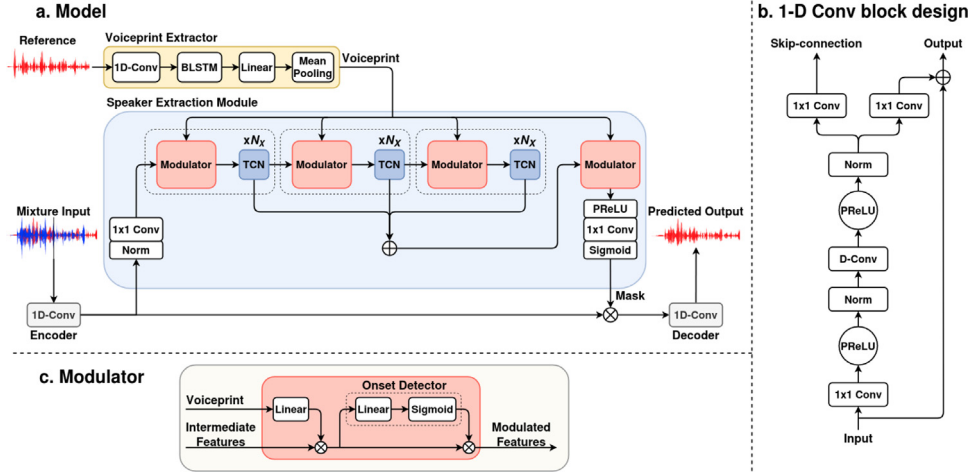 a. Model
Reference
Voiceprint Extractor
1D-Conv
BLSTM
Linear
Mean
Pooling
Voiceprint
Speaker Extraction Module
xNX
xNX
xNX
Modulator
TCN
Modulator
TCN
Modulator
TCN
Modulator
Mixture Input
1x1 Conv
Norm
PReLU
1x1 Conv
Sigmoid
Predicted Output
Mask
1D-Conv
Encoder
1D-Conv
Decoder
b. 1-D Conv block design
Skip-connection
Output
1x1 Conv
1x1 Conv
Norm
PReLU
D-Conv
Norm
PReLU
1x1 Conv
Input
c. Modulator
Onset Detector
Voiceprint
Linear
Linear
Sigmoid
Intermediate
Features
Modulated
Features